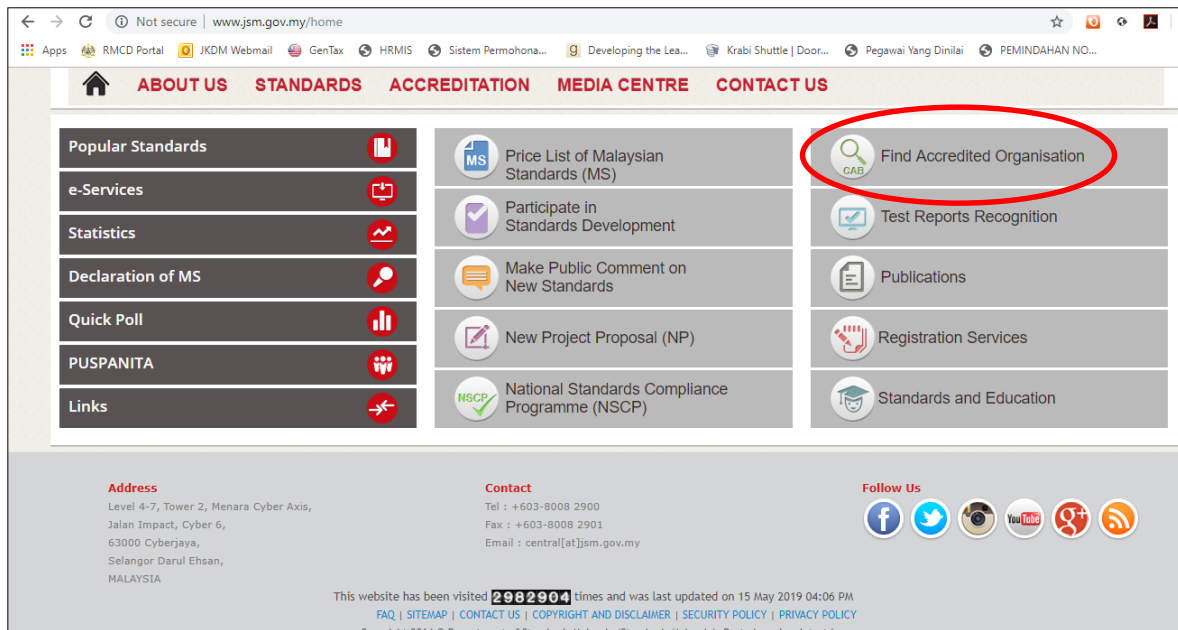 Not secure | www.jsm.gov.my/home
Apps RMCD Portal JKDM Webmail GenTax HRMIS Sistem Permohona... Developing the Lea... Krabi Shuttle | Door... Pegawai Yang Dinilai PEMINDAHAN NO...
ABOUT US STANDARDS ACCREDITATION MEDIA CENTRE CONTACT US
Popular Standards
e-Services
Statistics
Declaration of MS
Quick Poll
PUSPANITA
Links
MS
Price List of Malaysian
Standards (MS)
Participate in
Standards Development
Make Public Comment on
New Standards
New Project Proposal (NP)
NSCP
National Standards Compliance
Programme (NSCP)
CAB
Find Accredited Organisation
Test Reports Recognition
Publications
Registration Services
Standards and Education
Address
Level 4-7, Tower 2, Menara Cyber Axis,
Jalan Impact, Cyber 6,
63000 Cyberjaya,
Selangor Darul Ehsan,
MALAYSIA
Contact
Tel : +603-8008 2900
Fax : +603-8008 2901
Email : central[at]jsm.gov.my
Follow Us
You Tube
This website has been visited 2982904 times and was last updated on 15 May 2019 04:06 PM
FAQ | SITEMAP | CONTACT US | COPYRIGHT AND DISCLAIMER | SECURITY POLICY | PRIVACY POLICY